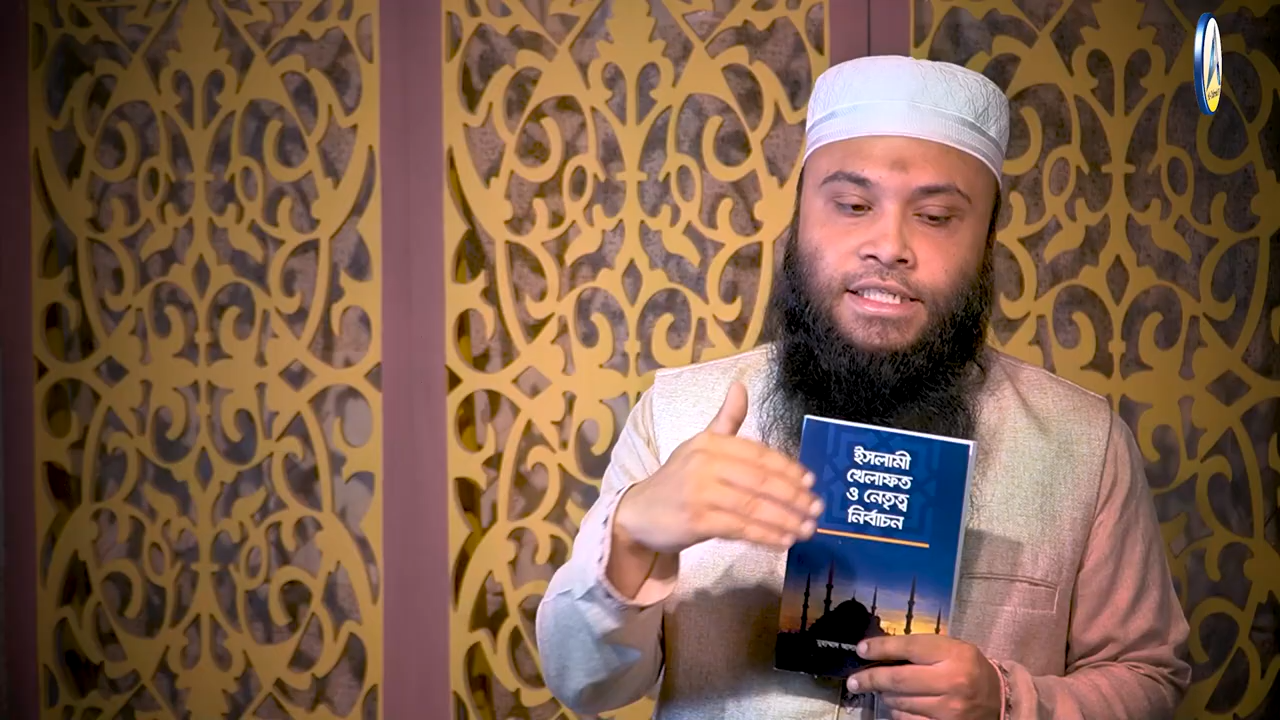 ইসলামী
খেলাফত
ও নেতৃত্ব
নির্বাচন